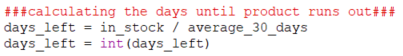 ###calculating the days until product runs out###
days_left = in_stock / average_30_days
days_left = int(days_left)